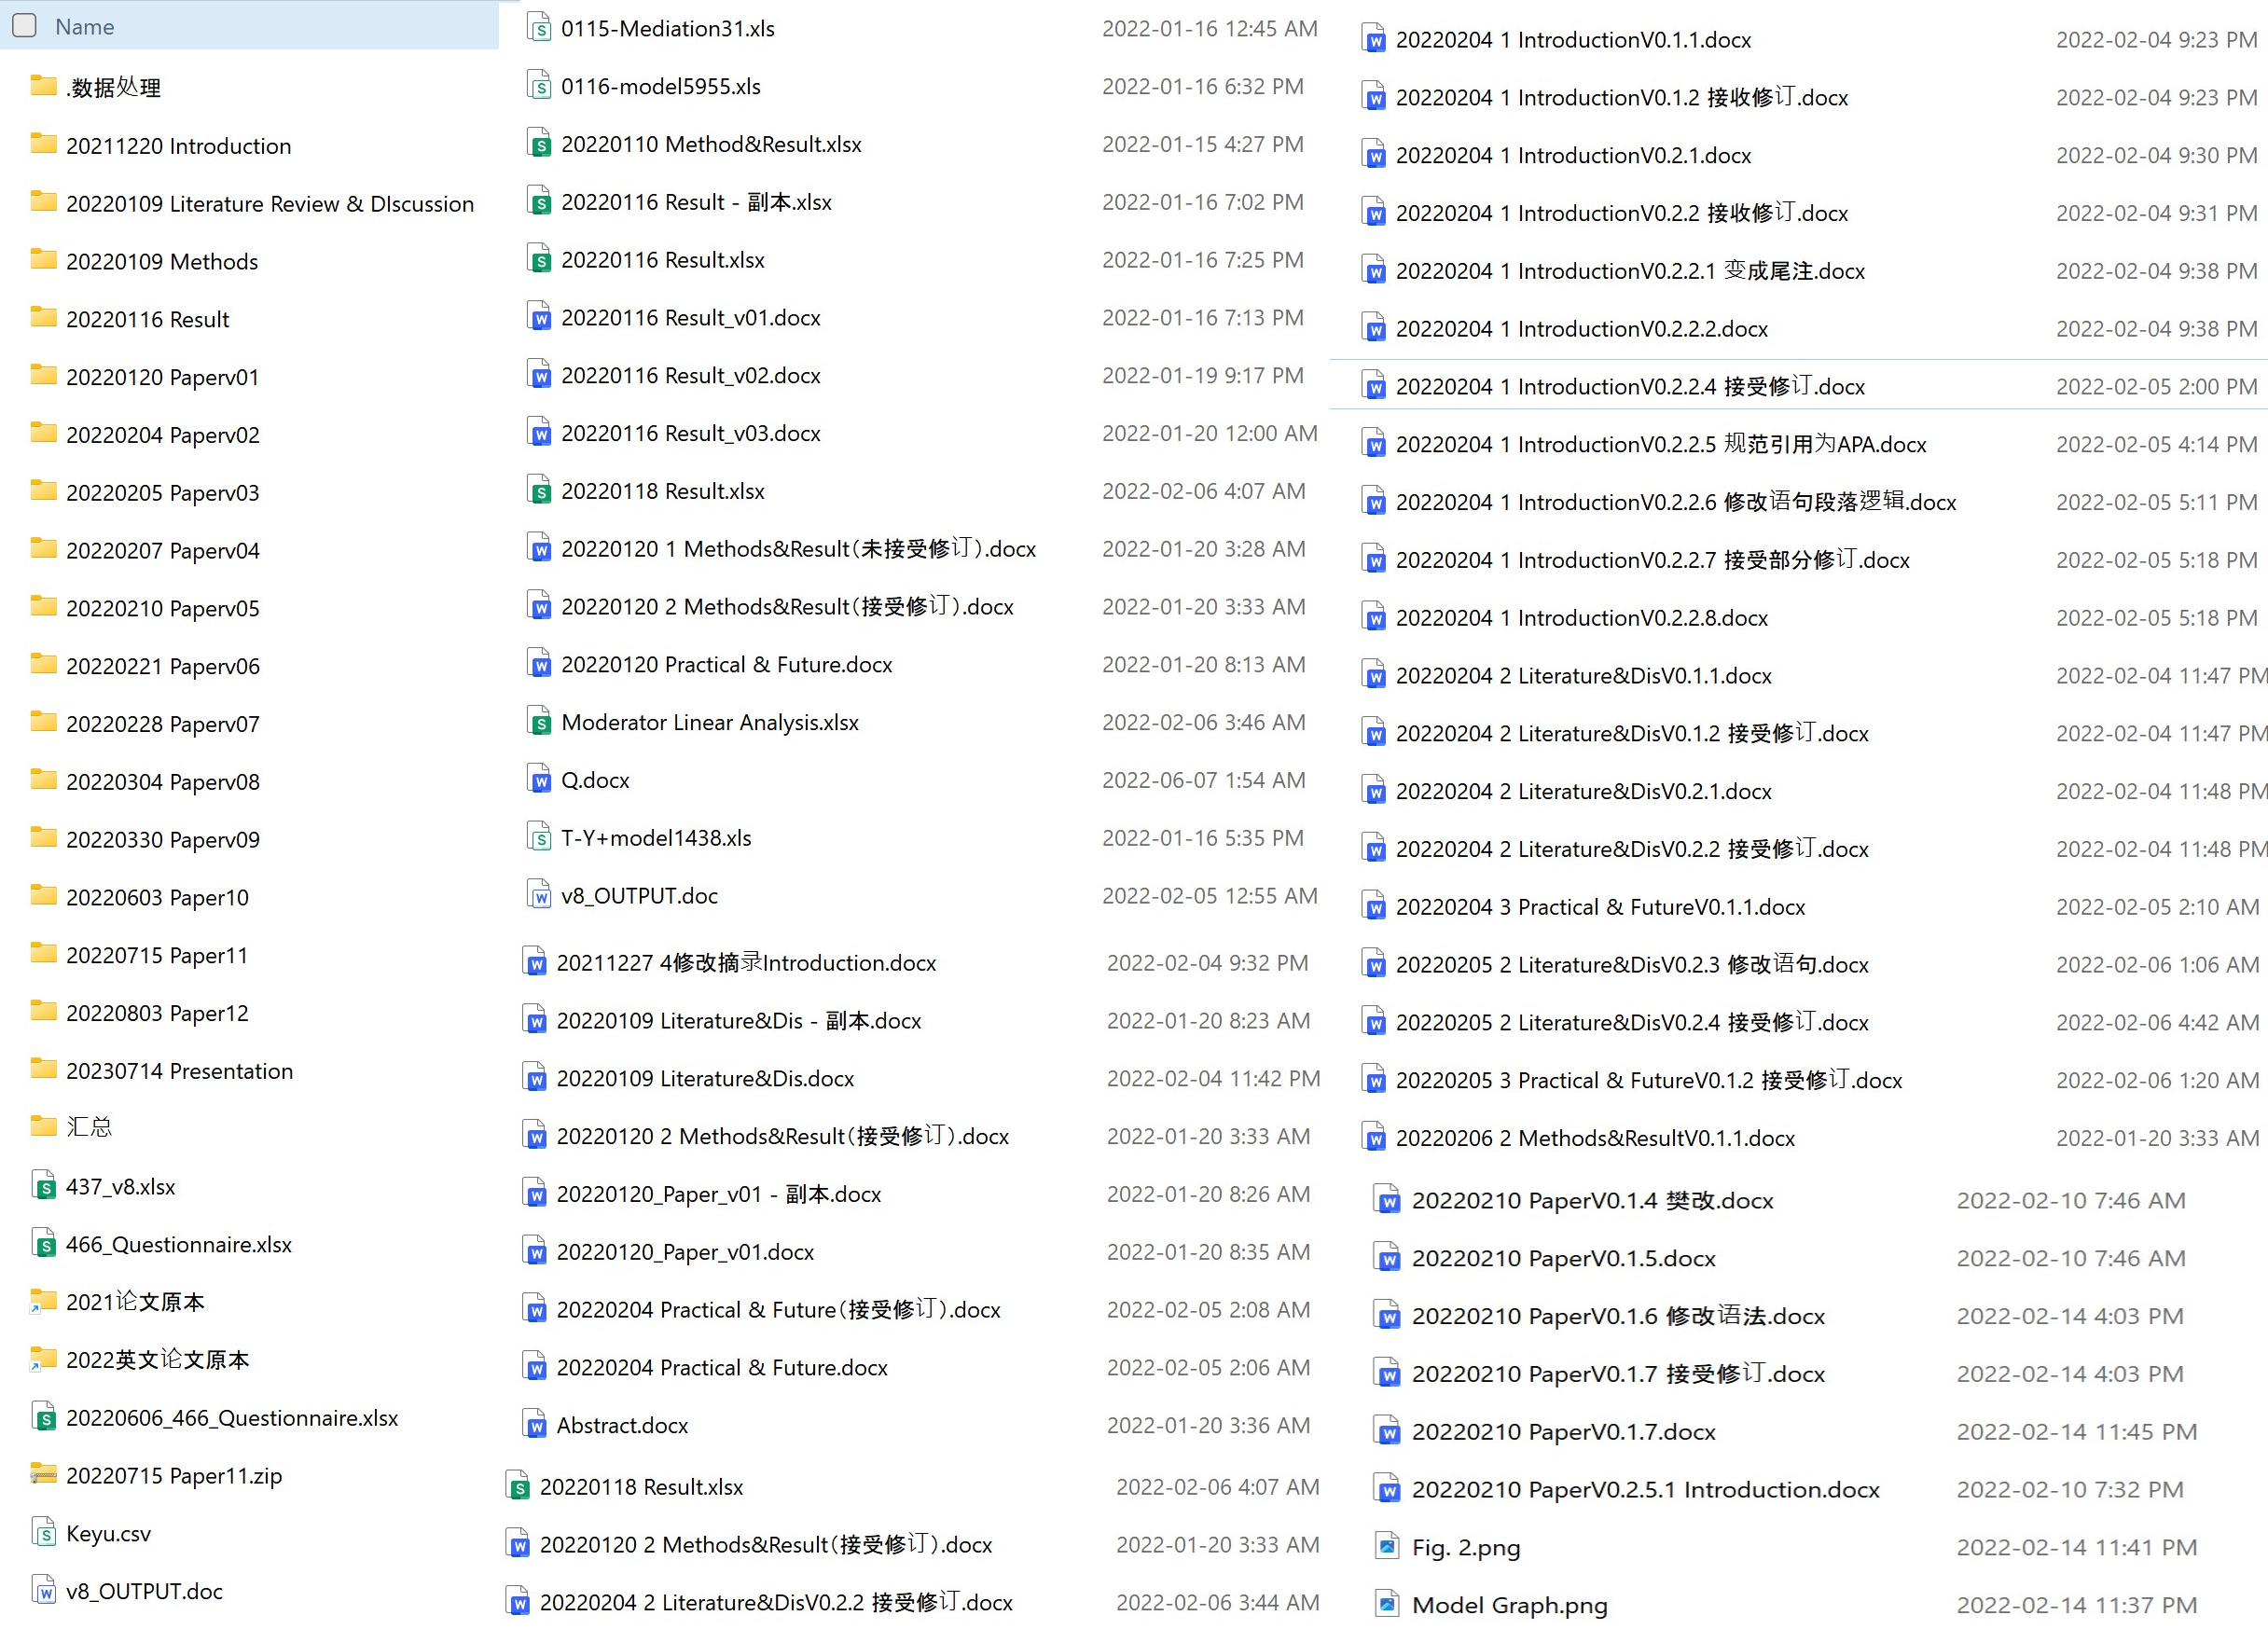 Name
.数据处理
20211220 Introduction
20220109 Literature Review & DIscussion
20220109 Methods
20220116 Result
20220120 Paperv01
20220204 Paperv02
20220205 Paperv03
20220207 Paperv04
20220210 Paperv05
20220221 Paperv06
20220228 Paperv07
20220304 Paperv08
20220330 Paperv09
20220603 Paper10
20220715 Paper11
20220803 Paper12
20230714 Presentation
汇总
437_v8.xlsx
466_Questionnaire.xlsx
2021论文原本
2022英文论文原本
20220606_466_Questionnaire.xlsx
20220715 Paper11.zip
Keyu.csv
v8_OUTPUT.doc
0115-Mediation31.xls 2022-01-16 12:45 AM
0116-model5955.xls 2022-01-16 6:32 PM
20220110 Method&Result.xlsx 2022-01-15 4:27 PM
20220116 Result - 副本.xlsx 2022-01-16 7:02 PM
20220116 Result.xlsx 2022-01-16 7:25 PM
20220116 Result_v01.docx 2022-01-16 7:13 PM
20220116 Result_v02.docx 2022-01-19 9:17 PM
20220116 Result_v03.docx 2022-01-20 12:00 AM
20220118 Result.xlsx 2022-02-06 4:07 AM
20220120 1 Methods&Result（未接受修订）.docx 2022-01-20 3:28 AM
20220120 2 Methods&Result（接受修订）.docx 2022-01-20 3:33 AM
20220120 Practical & Future.docx 2022-01-20 8:13 AM
Moderator Linear Analysis.xlsx 2022-02-06 3:46 AM
Q.docx 2022-06-07 1:54 AM
T-Y+model1438.xls 2022-01-16 5:35 PM
v8_OUTPUT.doc 2022-02-05 12:55 AM
20211227 4修改摘录Introduction.docx 2022-02-04 9:32 PM
20220109 Literature&Dis - 副本.docx 2022-01-20 8:23 AM
20220109 Literature&Dis.docx 2022-02-04 11:42 PM
20220120 2 Methods&Result（接受修订）.docx 2022-01-20 3:33 AM
20220120_Paper_v01 - 副本.docx 2022-01-20 8:26 AM
20220120_Paper_v01.docx 2022-01-20 8:35 AM
20220204 Practical & Future（接受修订）.docx 2022-02-05 2:08 AM
20220204 Practical & Future.docx 2022-02-05 2:06 AM
Abstract.docx 2022-01-20 3:36 AM
20220118 Result.xlsx 2022-02-06 4:07 AM
20220120 2 Methods&Result（接受修订）.docx 2022-01-20 3:33 AM
20220204 2 Literature&DisV0.2.2 接受修订.docx 2022-02-06 3:44 AM
20220204 1 IntroductionV0.1.1.docx 2022-02-04 9:23 PM
20220204 1 IntroductionV0.1.2 接收修订.docx 2022-02-04 9:23 PM
20220204 1 IntroductionV0.2.1.docx 2022-02-04 9:30 PM
20220204 1 IntroductionV0.2.2 接收修订.docx 2022-02-04 9:31 PM
20220204 1 IntroductionV0.2.2.1 变成尾注.docx 2022-02-04 9:38 PM
20220204 1 IntroductionV0.2.2.2.docx 2022-02-04 9:38 PM
20220204 1 IntroductionV0.2.2.4 接受修订.docx 2022-02-05 2:00 PM
20220204 1 IntroductionV0.2.2.5 规范引用为APA.docx 2022-02-05 4:14 PM
20220204 1 IntroductionV0.2.2.6 修改语句段落逻辑.docx 2022-02-05 5:11 PM
20220204 1 IntroductionV0.2.2.7 接受部分修订.docx 2022-02-05 5:18 PM
20220204 1 IntroductionV0.2.2.8.docx 2022-02-05 5:18 PM
20220204 2 Literature&DisV0.1.1.docx 2022-02-04 11:47 PM
20220204 2 Literature&DisV0.1.2 接受修订.docx 2022-02-04 11:47 PM
20220204 2 Literature&DisV0.2.1.docx 2022-02-04 11:48 PM
20220204 2 Literature&DisV0.2.2 接受修订.docx 2022-02-04 11:48 PM
20220204 3 Practical & FutureV0.1.1.docx 2022-02-05 2:10 AM
20220205 2 Literature&DisV0.2.3 修改语句.docx 2022-02-06 1:06 AM
20220205 2 Literature&DisV0.2.4 接受修订.docx 2022-02-06 4:42 AM
20220205 3 Practical & FutureV0.1.2 接受修订.docx 2022-02-06 1:20 AM
20220206 2 Methods&ResultV0.1.1.docx 2022-01-20 3:33 AM
20220210 PaperV0.1.4 樊改.docx 2022-02-10 7:46 AM
20220210 PaperV0.1.5.docx 2022-02-10 7:46 AM
20220210 PaperV0.1.6 修改语法.docx 2022-02-14 4:03 PM
20220210 PaperV0.1.7 接受修订.docx 2022-02-14 4:03 PM
20220210 PaperV0.1.7.docx 2022-02-14 11:45 PM
20220210 PaperV0.2.5.1 Introduction.docx 2022-02-10 7:32 PM
Fig. 2.png 2022-02-14 11:41 PM
Model Graph.png 2022-02-14 11:37 PM